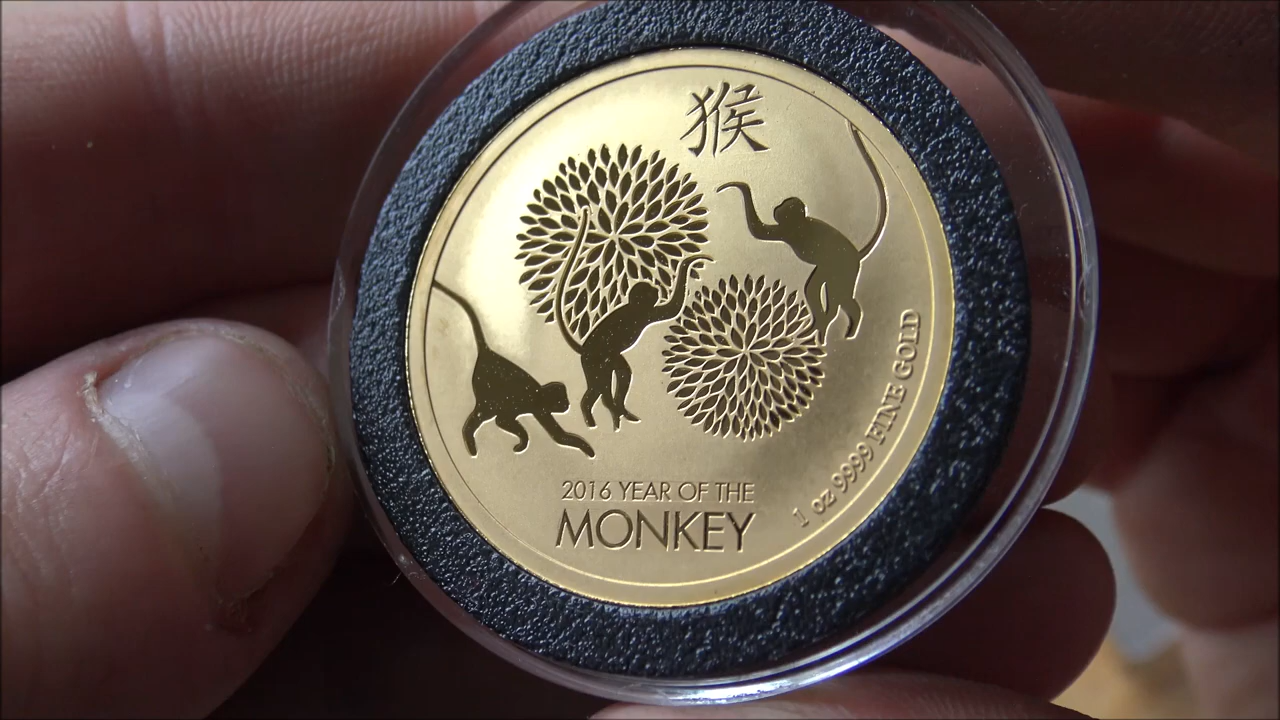 猴
2016 YEAR OF THE
MONKEY
1 oz 9999 FINE GOLD